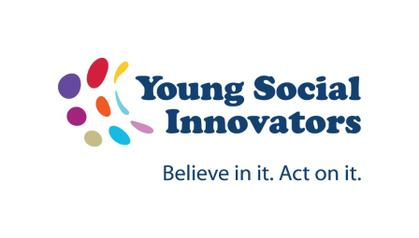 Young Social
Innovators
Believe in it. Act on it.